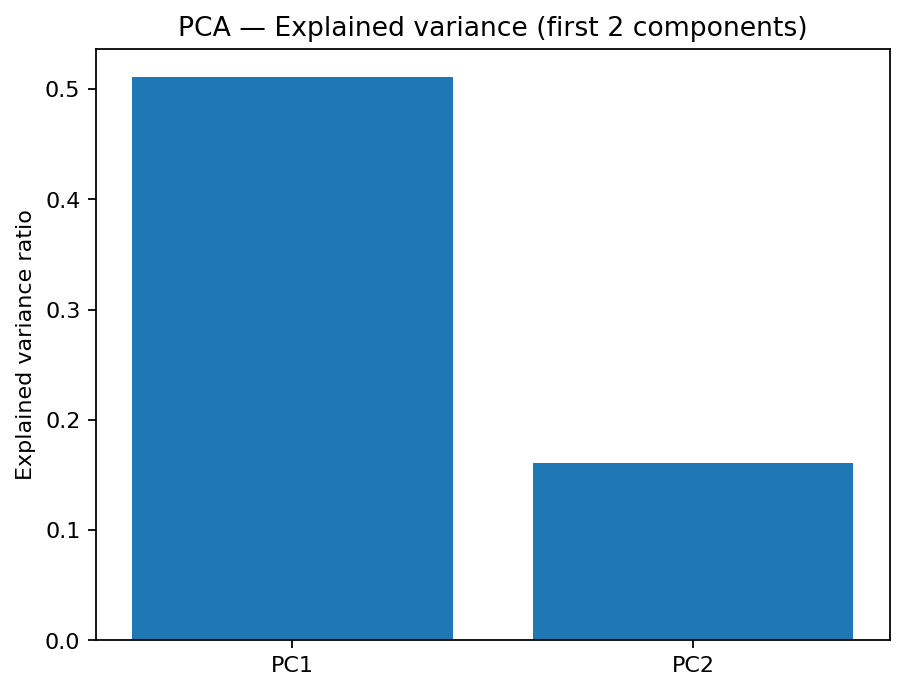 PCA — Explained variance (first 2 components)
Explained variance ratio
0.5
0.4
0.3
0.2
0.1
0.0
PC1 PC2